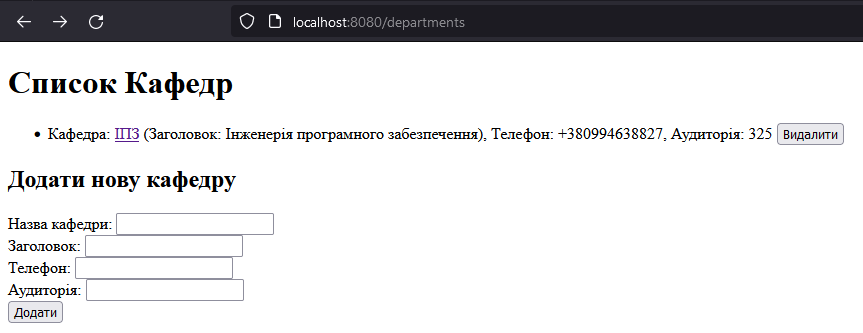 localhost:8080/departments
Список Кафедр
• Кафедра: ІПЗ (Заголовок: Інженерія програмного забезпечення), Телефон: +380994638827, Аудиторія: 325 Видалити
Додати нову кафедру
Назва кафедри:
Заголовок:
Телефон:
Аудиторія:
Додати